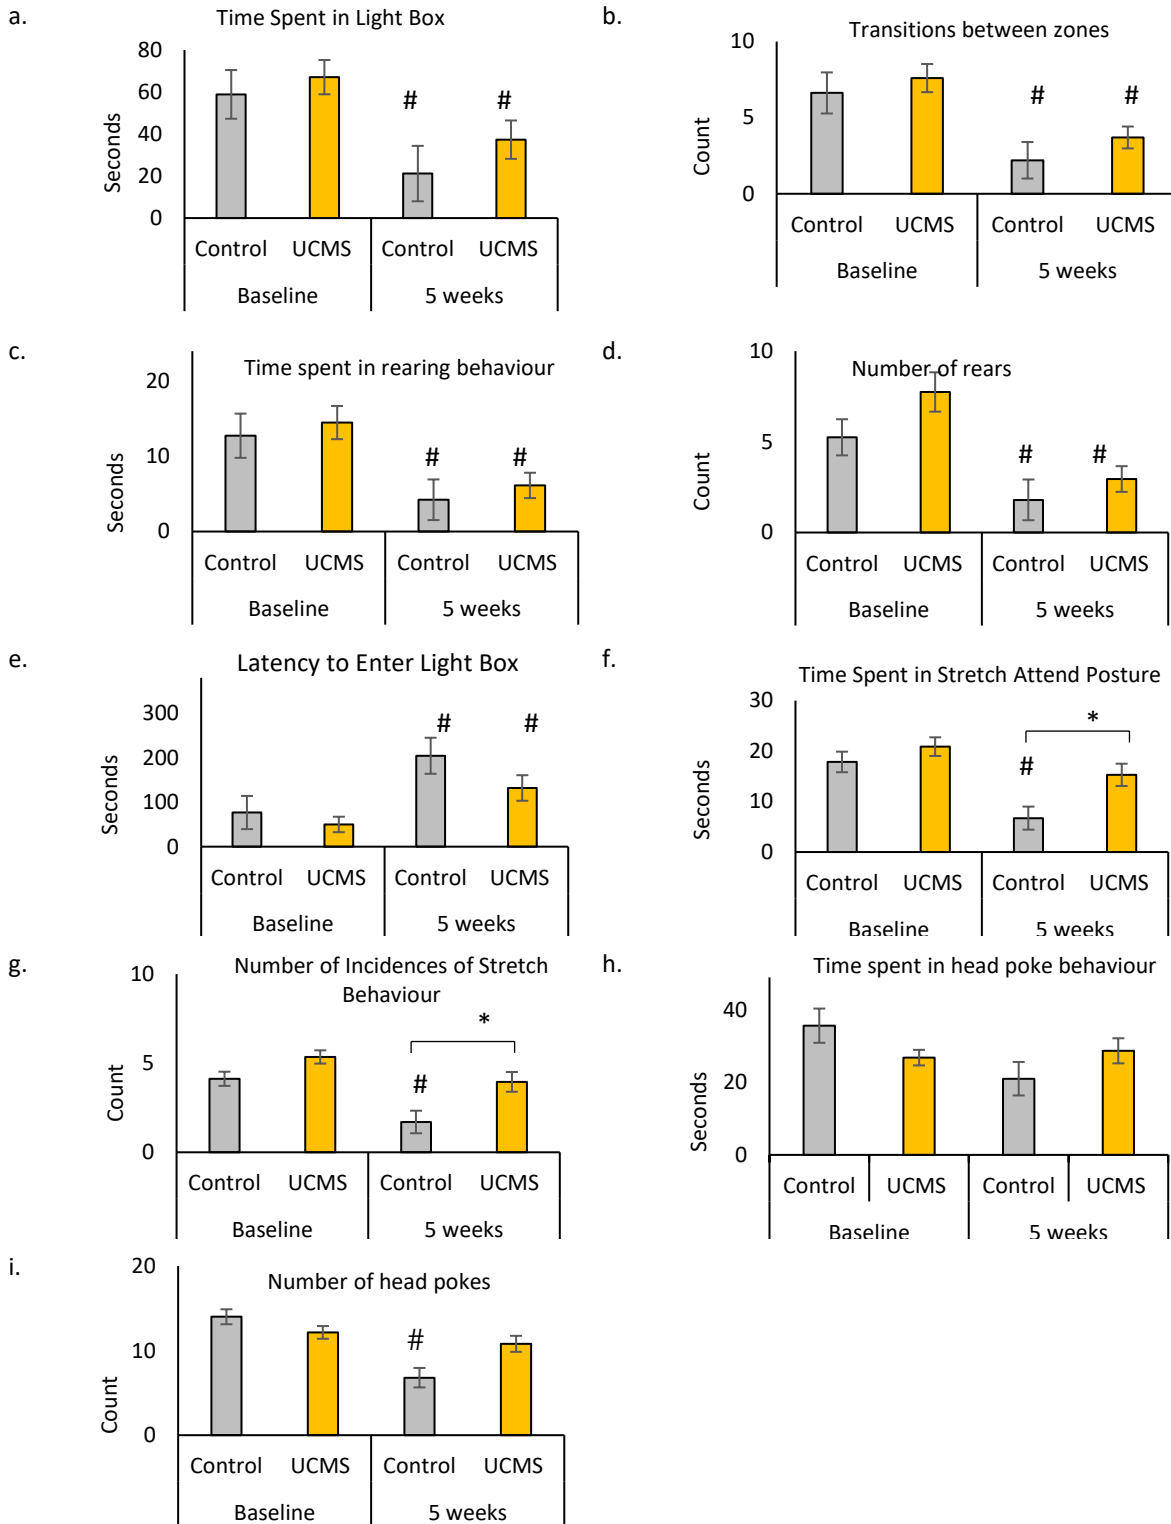 a.
Time Spent in Light Box
80
60
40
20
0
Seconds
# #
Control UCMS Control UCMS
Baseline 5 weeks
b.
Transitions between zones
10
5
0
Count
# #
Control UCMS Control UCMS
Baseline 5 weeks
c.
Time spent in rearing behaviour
20
10
0
Seconds
# #
Control UCMS Control UCMS
Baseline 5 weeks
d.
Number of rears
10
5
0
Count
# #
Control UCMS Control UCMS
Baseline 5 weeks
e.
Latency to Enter Light Box
300
200
100
0
Seconds
# #
Control UCMS Control UCMS
Baseline 5 weeks
f.
Time Spent in Stretch Attend Posture
30
20
10
0
Seconds
*
#
Control UCMS Control UCMS
Baseline 5 weeks
g.
Number of Incidences of Stretch
Behaviour
10
5
0
Count
*
#
Control UCMS Control UCMS
Baseline 5 weeks
h.
Time spent in head poke behaviour
40
20
0
Seconds
Control UCMS Control UCMS
Baseline 5 weeks
i.
Number of head pokes
20
10
0
Count
#
Control UCMS Control UCMS
Baseline 5 weeks